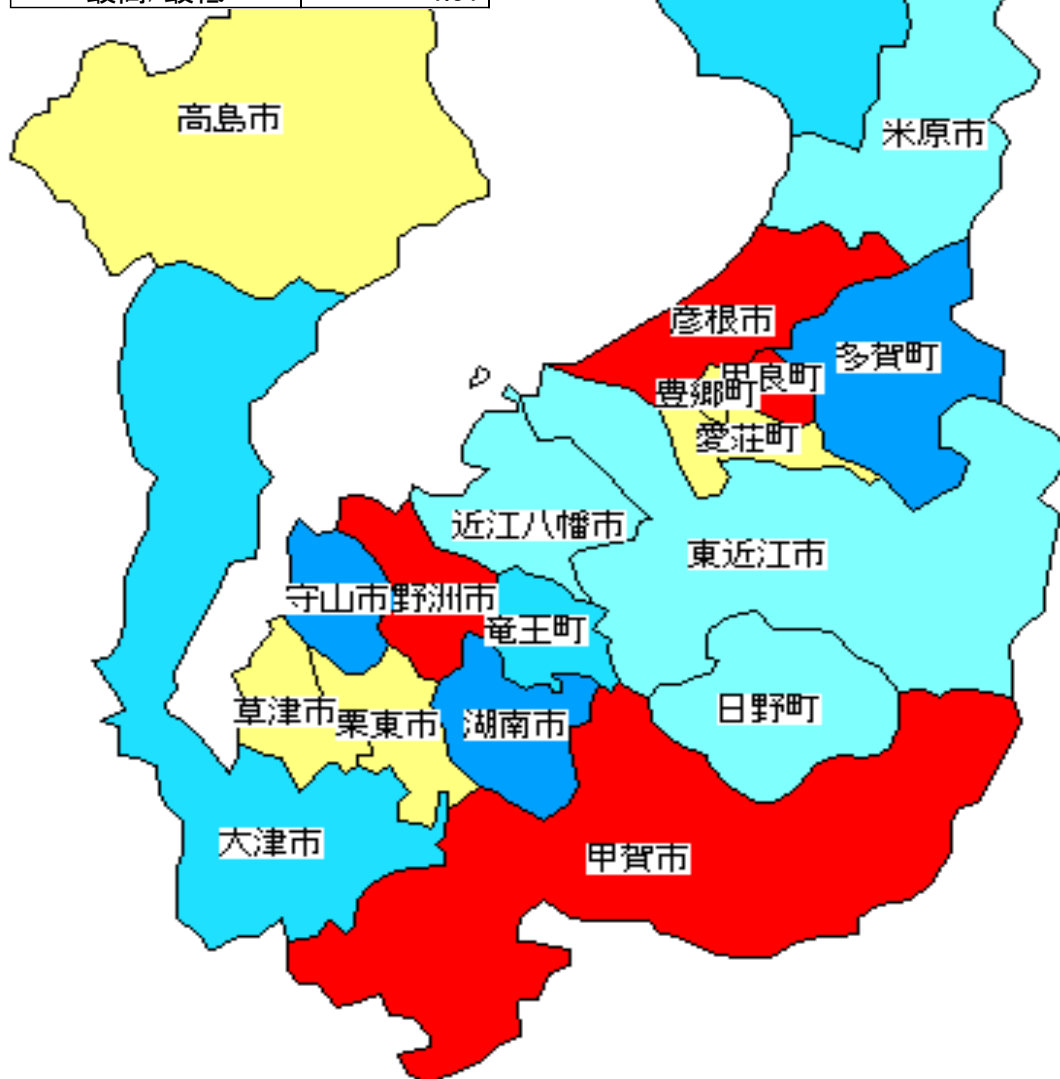 高島市
米原市
彦根市
多賀町
甲良町
豊郷町
愛荘町
近江八幡市
東近江市
守山市
野洲市
竜王町
草津市
栗東市
湖南市
日野町
大津市
甲賀市